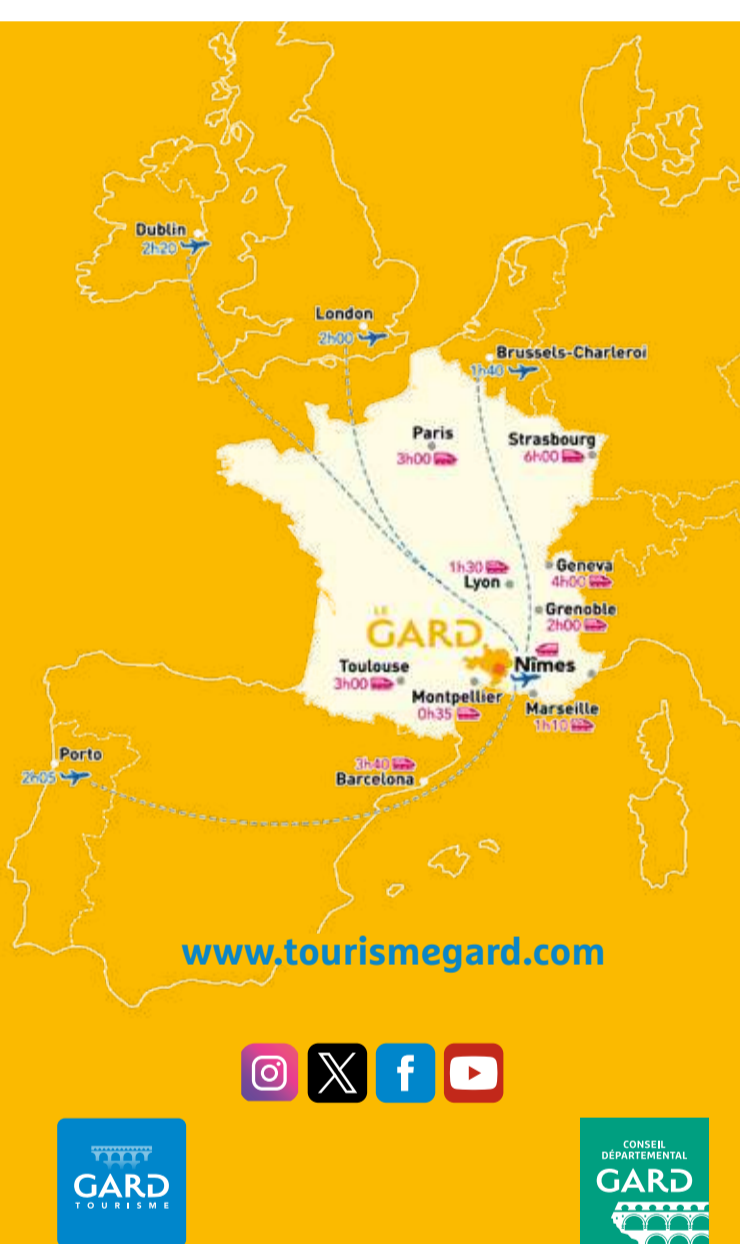 Dublin
2h20
London
2h00
Brussels-Charleroi
1h40
Paris
3h00
Strasbourg
6h00
1h30
Lyon
Geneva
4h00
Grenoble
2h00
LE
GARD
Nîmes
Toulouse
3h00
Montpellier
0h35
Marseille
1h10
Porto
2h05
3h40
Barcelona
www.tourismegard.com
GARD
TOURISME
CONSEIL
DÉPARTEMENTAL
GARD